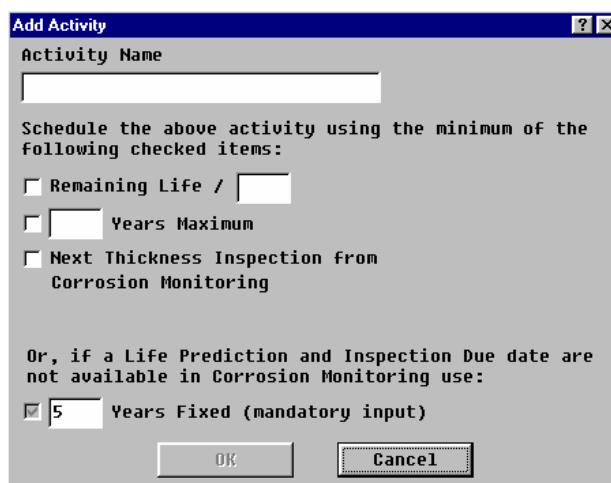 Add Activity
Activity Name
Schedule the above activity using the minimum of the
following checked items:
Remaining Life /
Years Maximum
Next Thickness Inspection from
Corrosion Monitoring
Or, if a Life Prediction and Inspection Due date are
not available in Corrosion Monitoring use:
5 Years Fixed (mandatory input)
OK Cancel